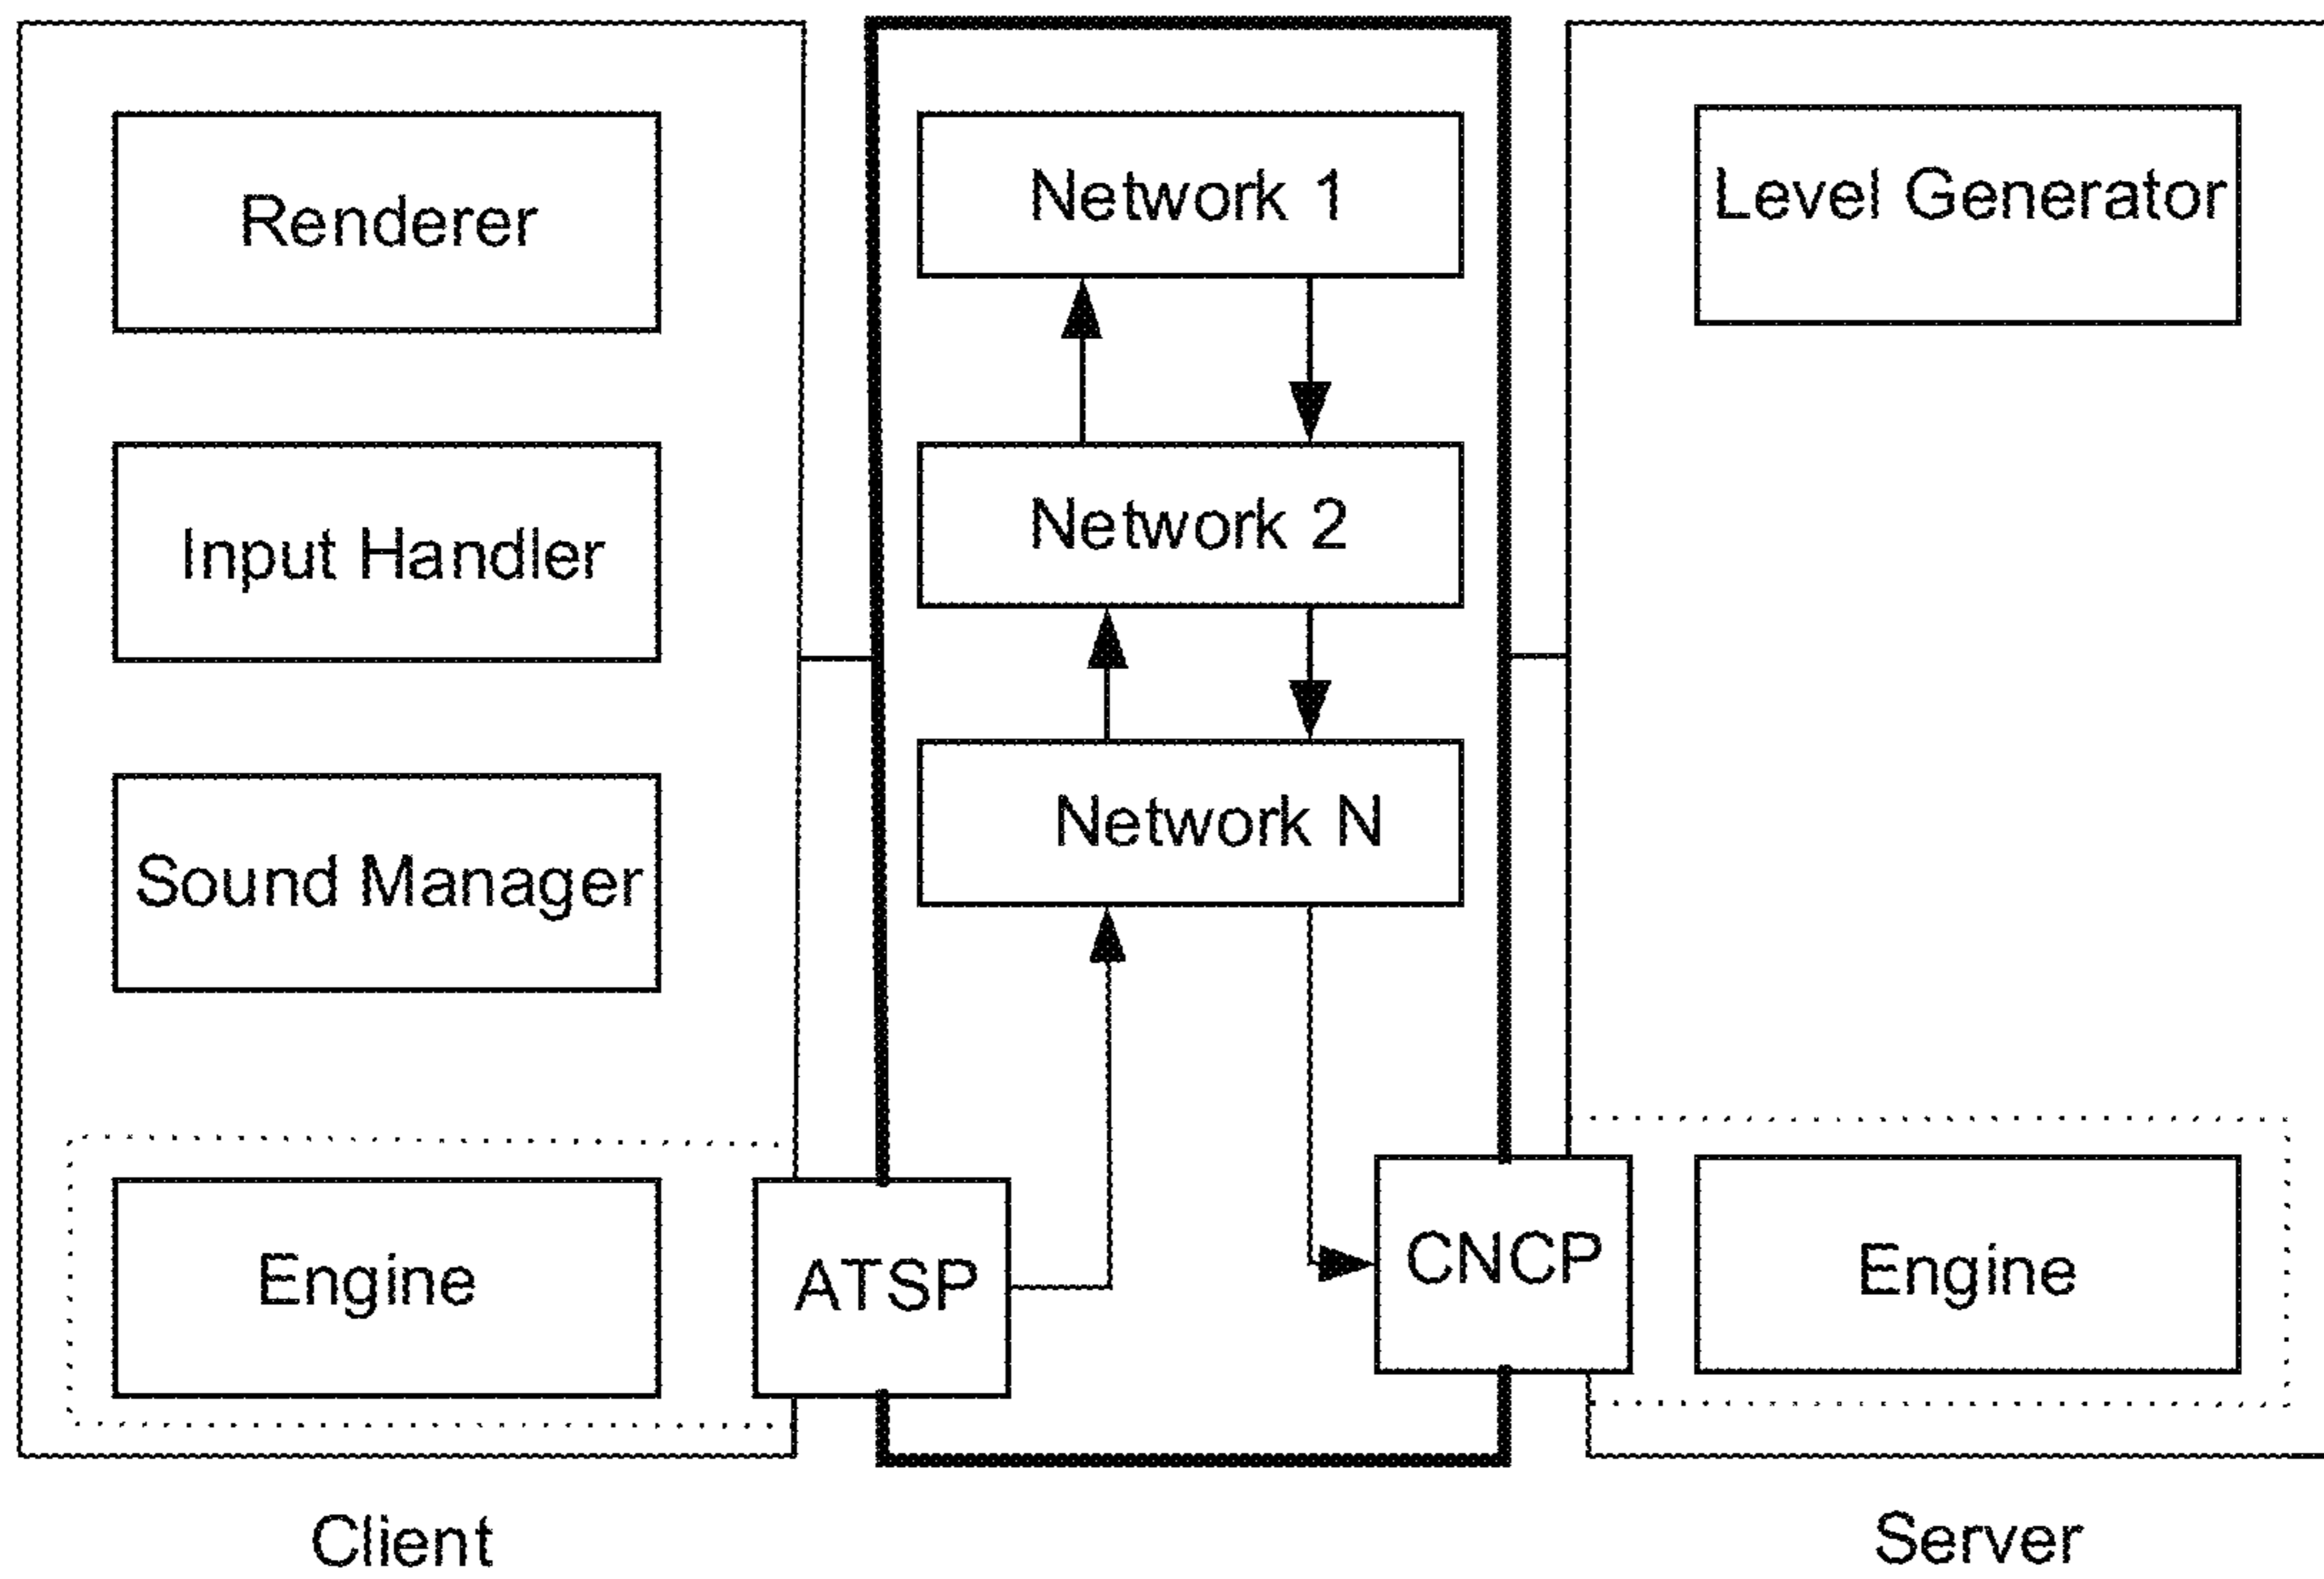 Renderer
Input Handler
Sound Manager
Engine
ATSP
Network 1
Network 2
Network N
CNCP
Level Generator
Engine
Client
Server